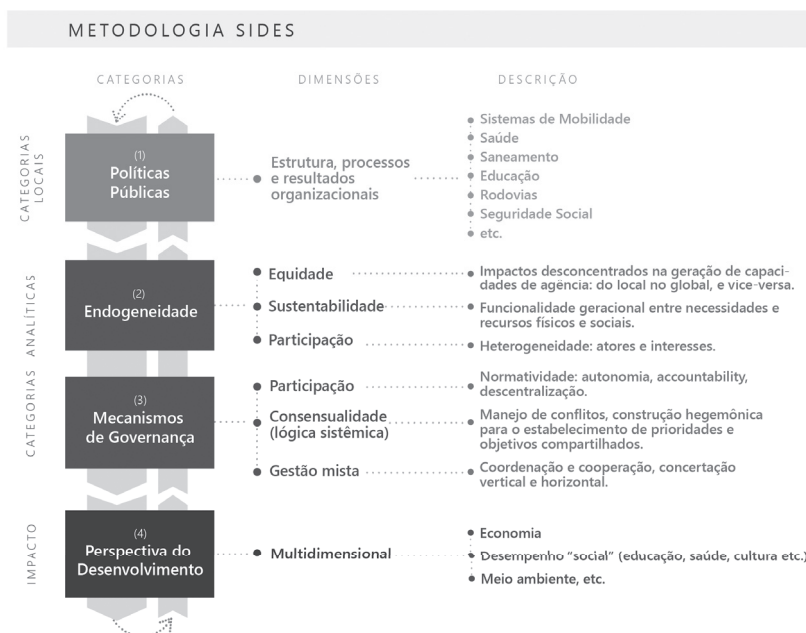 METODOLOGIA SIDES
CATEGORIAS
DIMENSÕES
DESCRIÇÃO
CATEGORIAS
LOCAIS
(1)
Políticas
Públicas
Estrutura, processos
e resultados
organizacionais
Sistemas de Mobilidade
Saúde
Saneamento
Educação
Rodovias
Seguridade Social
etc.
CATEGORIAS ANALÍTICAS
(2)
Endogeneidade
Equidade
Impactos desconcentrados na geração de capaci-
dades de agência: do local no global, e vice-versa.
Sustentabilidade
Funcionalidade geracional entre necessidades e
recursos físicos e sociais.
Participação
Heterogeneidade: atores e interesses.
(3)
Mecanismos
de Governança
Participação
Normatividade: autonomia, accountability,
descentralização.
Consensualidade
(lógica sistêmica)
Manejo de conflitos, construção hegemônica
para o estabelecimento de prioridades e
objetivos compartilhados.
Gestão mista
Coordenação e cooperação, concertação
vertical e horizontal.
IMPACTO
(4)
Perspectiva do
Desenvolvimento
Multidimensional
Economia
Desempenho “social” (educação, saúde, cultura etc.)
Meio ambiente, etc.